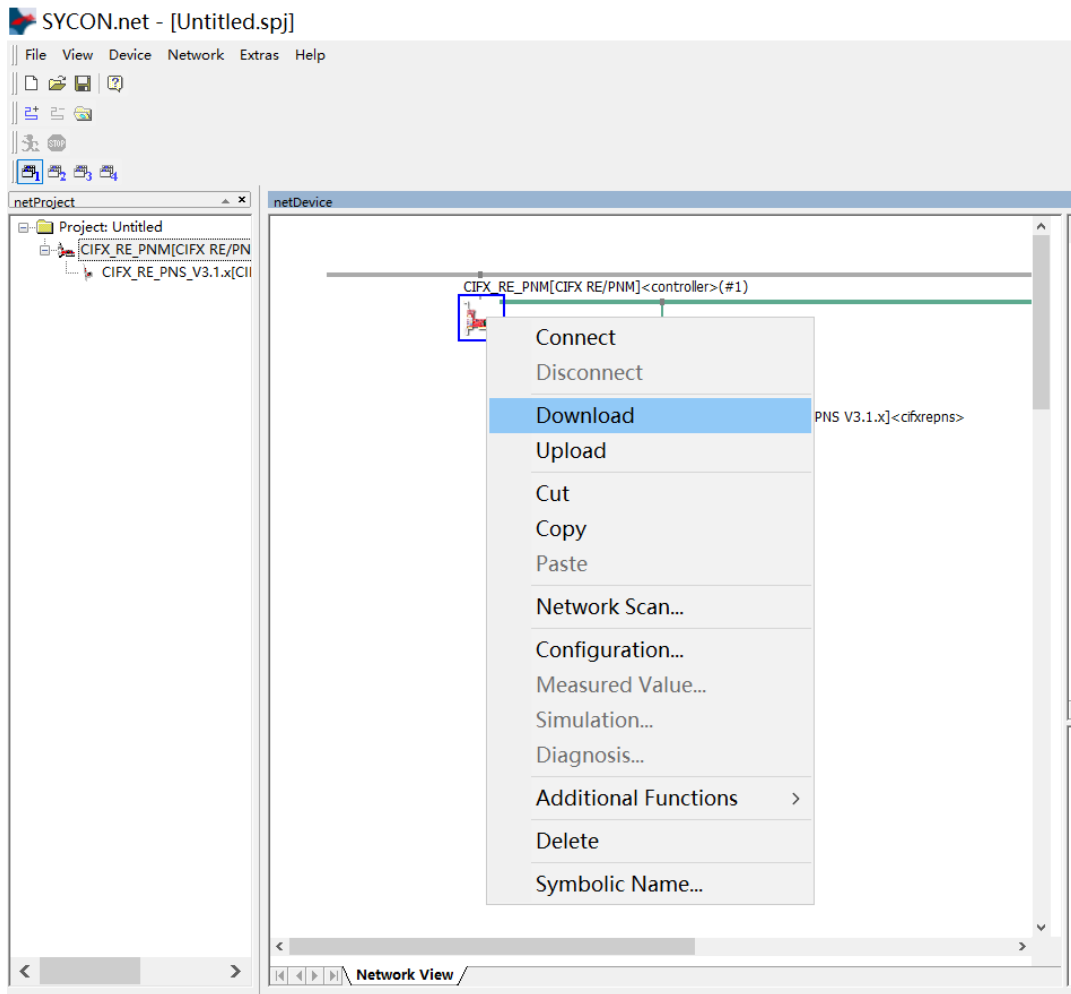 SYCON.net - [Untitled.spj]
File View Device Network Extras Help
netProject
netDevice
Project: Untitled
CIFX_RE_PNM[CIFX RE/PN
CIFX_RE_PNS_V3.1.x[CI
CIFX_RE_PNM[CIFX RE/PNM]<controller>(#1)
Connect
Disconnect
Download
PNS V3.1.x]<cifxrepns>
Upload
Cut
Copy
Paste
Network Scan...
Configuration...
Measured Value...
Simulation...
Diagnosis...
Additional Functions
Delete
Symbolic Name...
Network View